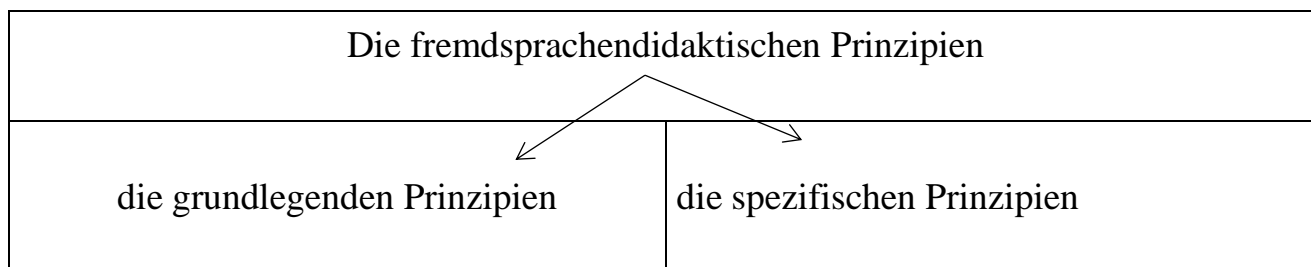 Die fremdsprachendidaktischen Prinzipien
die grundlegenden Prinzipien
die spezifischen Prinzipien